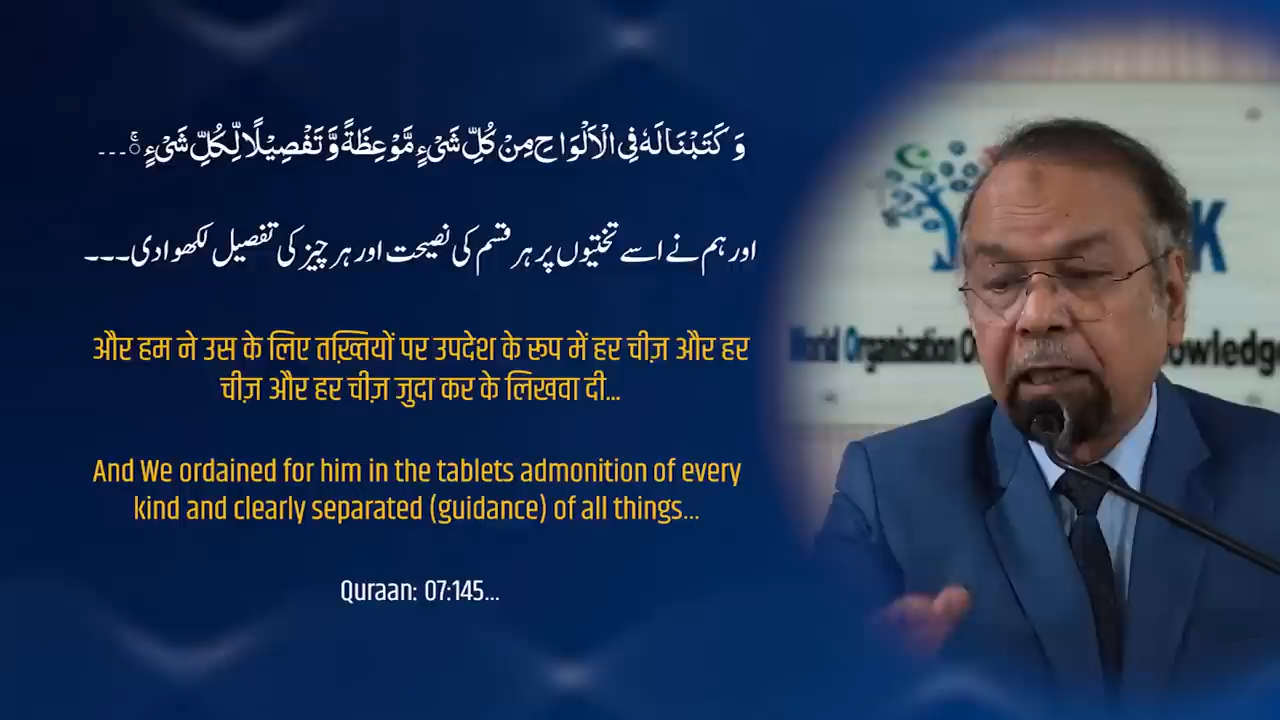 وَ كَتَبْنَا لَهٗ فِی الْاَلْوَاحِ مِنْ كُلِّ شَیْءٍ مَّوْعِظَةً وَّ تَفْصِیْلًا لِّكُلِّ شَیْءٍ ۚ...
اور ہم نے اسے تختیوں پر ہر قسم کی نصیحت اور ہر چیز کی تفصیل لکھوا دی۔۔۔
और हम ने उस के लिए तख़्तियों पर उपदेश के रूप में हर चीज़ और हर
चीज़ और हर चीज़ जुदा कर के लिखवा दी...
And We ordained for him in the tablets admonition of every
kind and clearly separated (guidance) of all things...
Quraan: 07:145...
K
World Organisation O
owledge